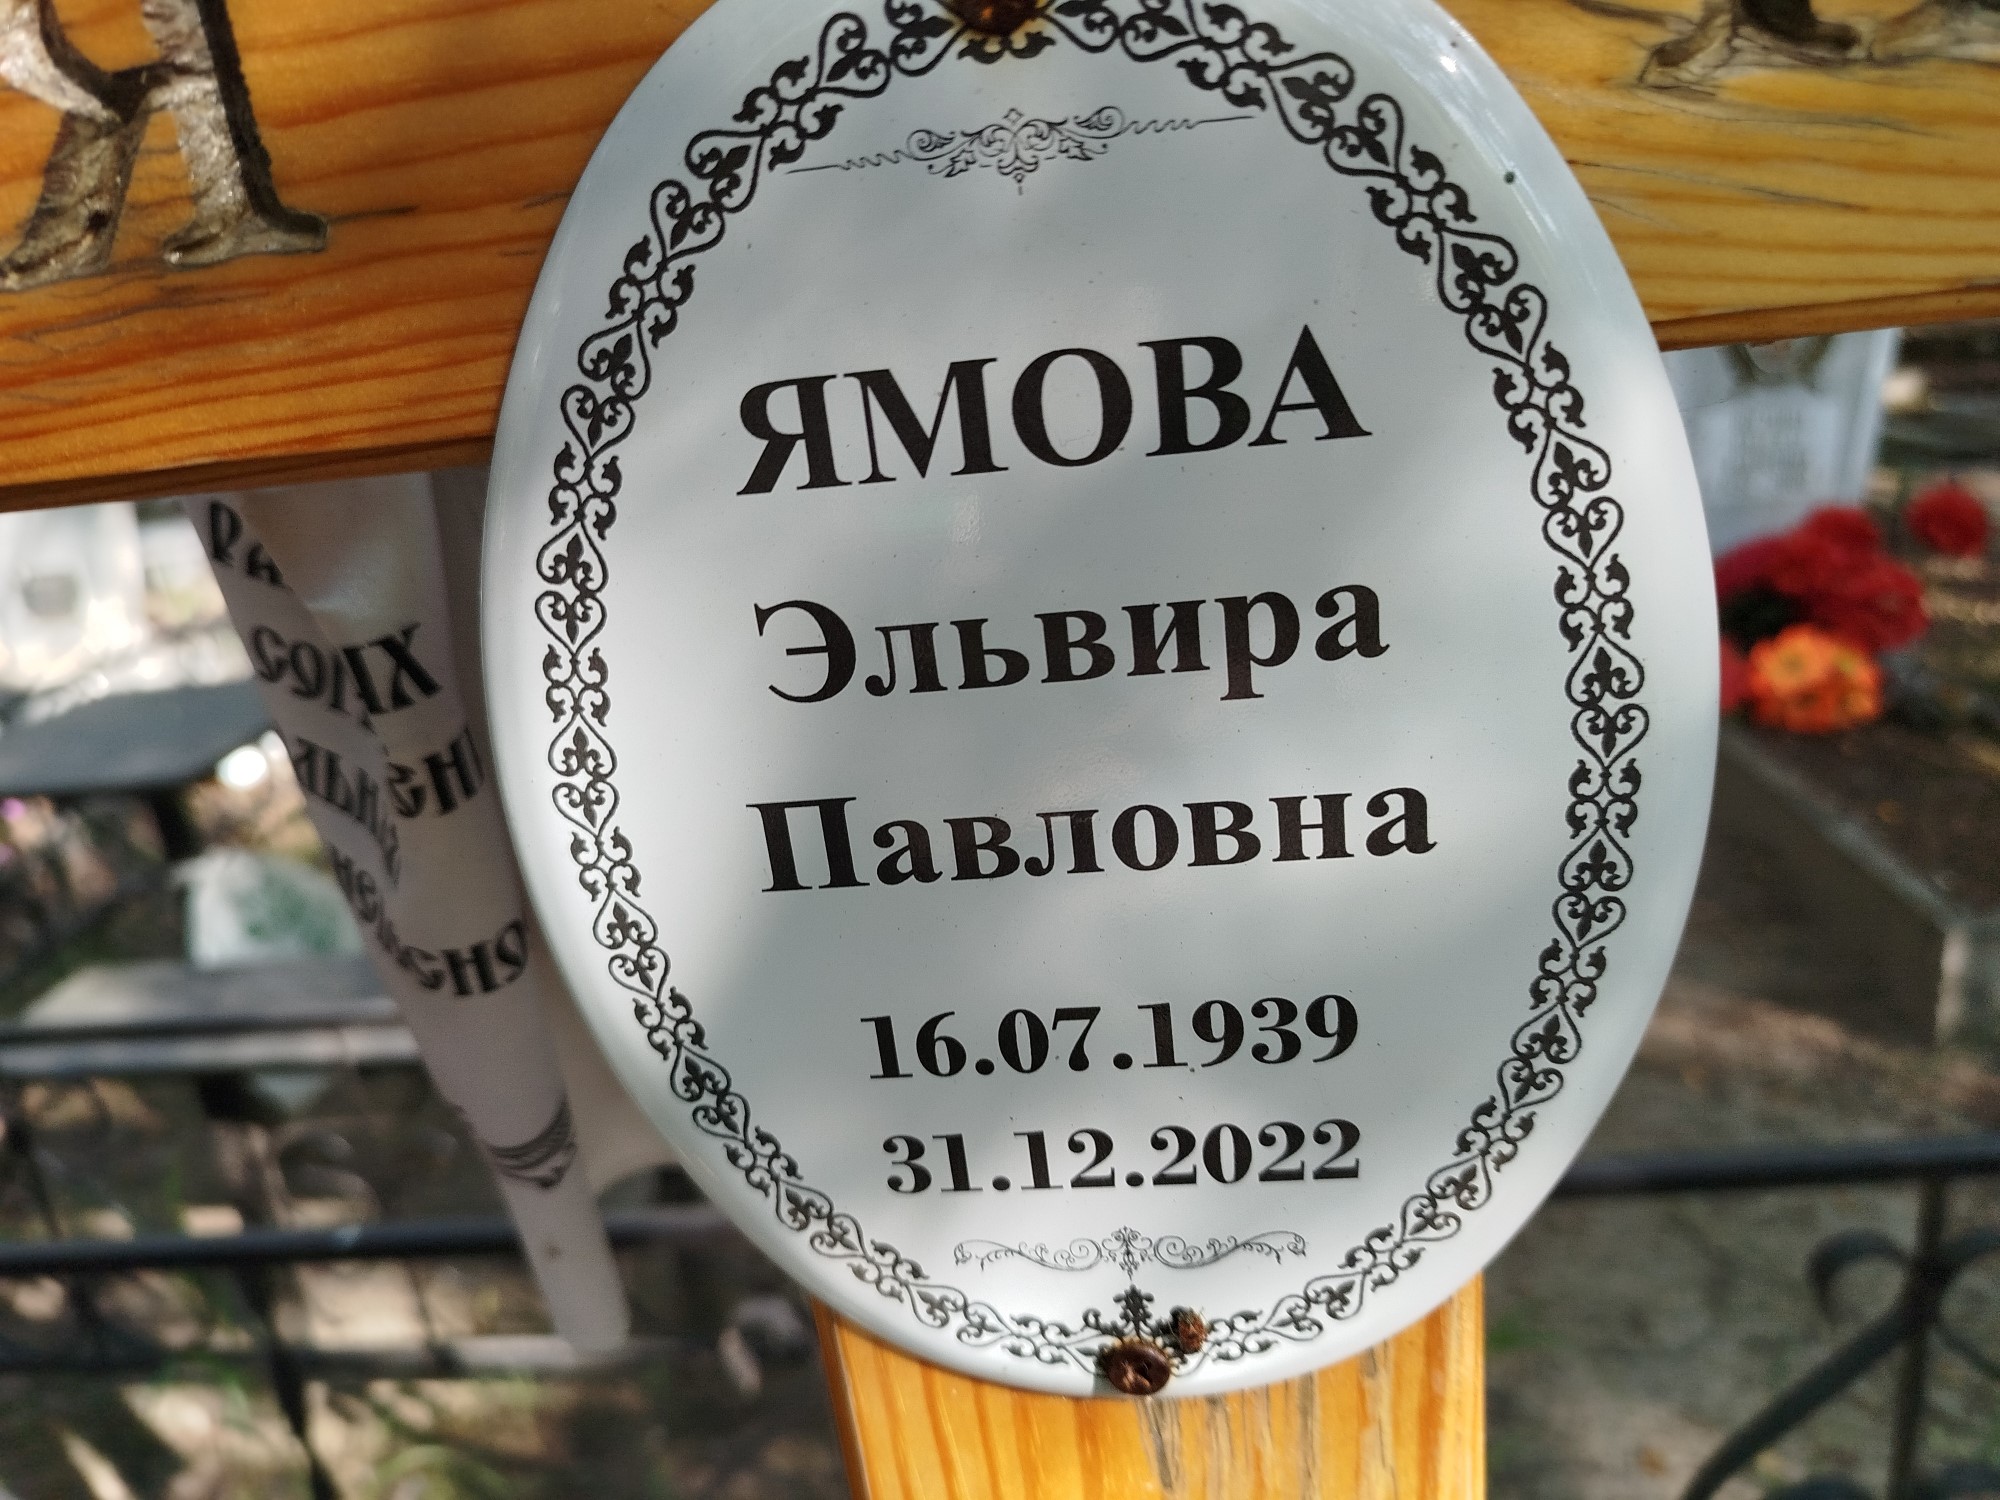 Я
ЯМОВА
Эльвира
Павловна
16.07.1939
31.12.2022